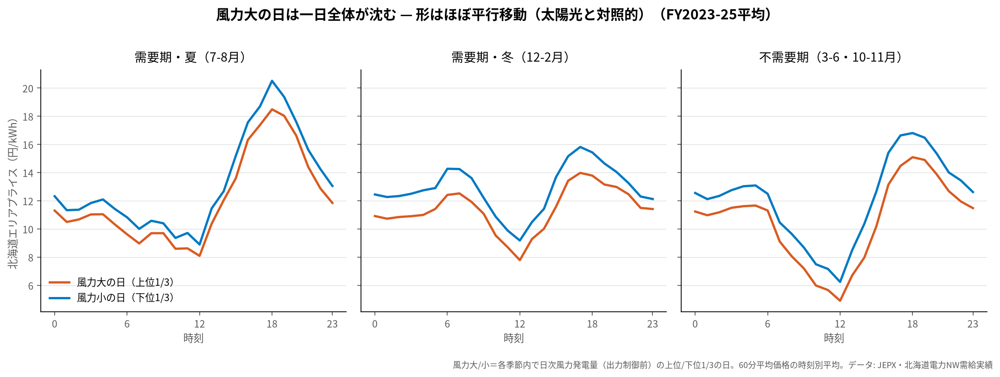 風力大の日は一日全体が沈む — 形はほぼ平行移動（太陽光と対照的）（FY2023-25平均）
需要期・夏（7-8月）
需要期・冬（12-2月）
不需要期（3-6・10-11月）
北海道エリアプライス（円/kWh）
20
18
16
14
12
10
8
6
風力大の日（上位1/3）
風力小の日（下位1/3）
0 6 12 18 23
0 6 12 18 23
0 6 12 18 23
時刻
時刻
時刻
風力大/小＝各季節内で日次風力発電量（出力制御前）の上位/下位1/3の日。60分平均価格の時刻別平均。データ: JEPX・北海道電力NW需給実績